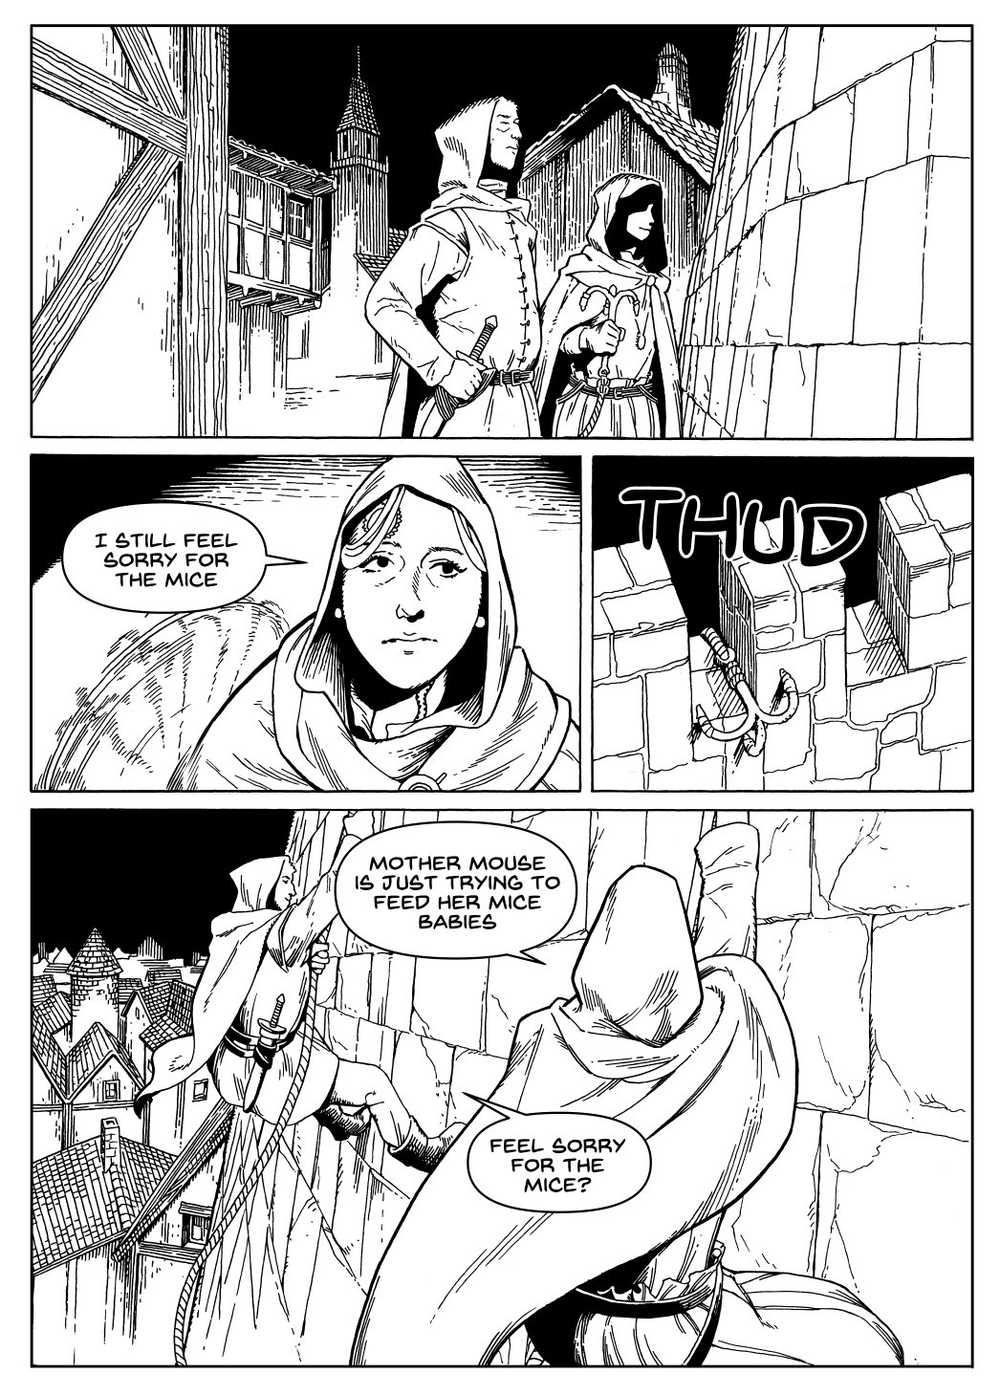 I STILL FEEL
SORRY FOR
THE MICE
THUD
MOTHER MOUSE
IS JUST TRYING TO
FEED HER MICE
BABIES
FEEL SORRY
FOR THE
MICE?